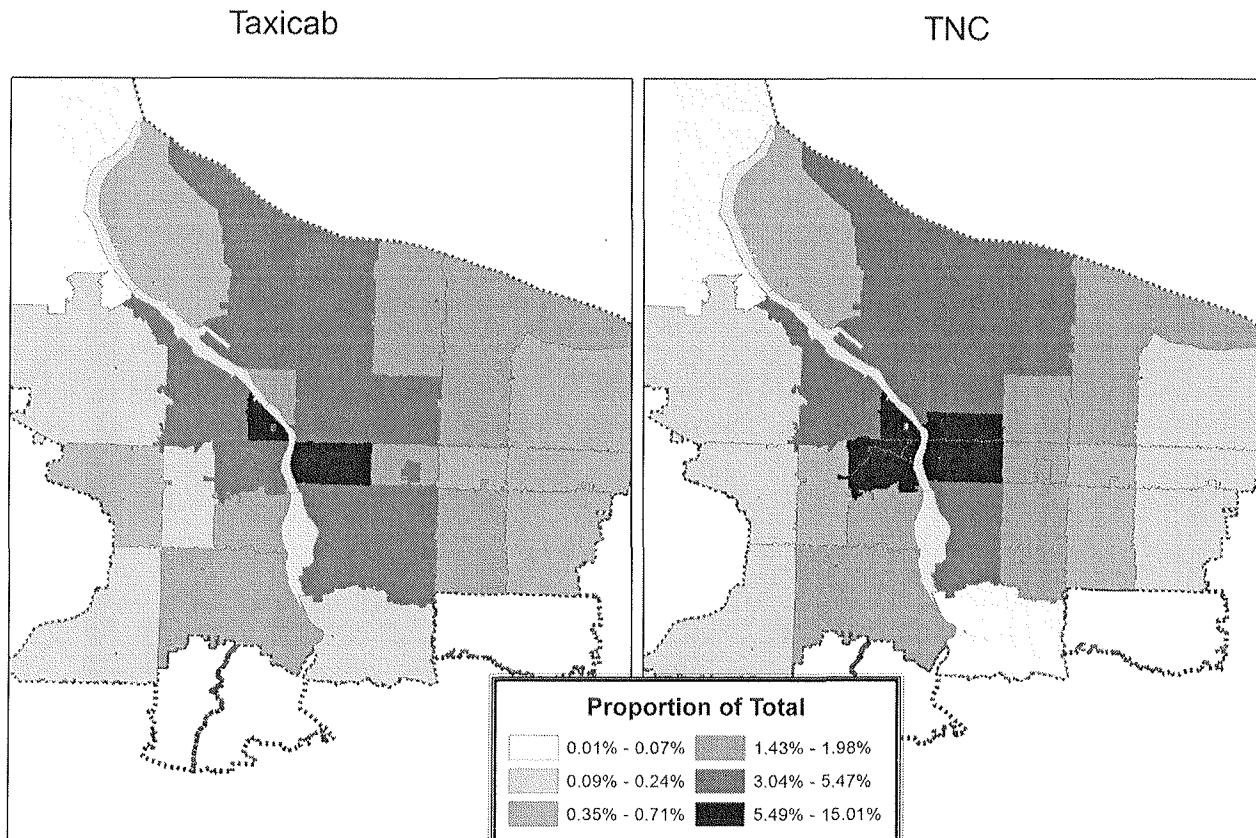 Taxicab
TNC
Proportion of Total
0.01% - 0.07%
0.09% - 0.24%
0.35% - 0.71%
1.43% - 1.98%
3.04% - 5.47%
5.49% - 15.01%